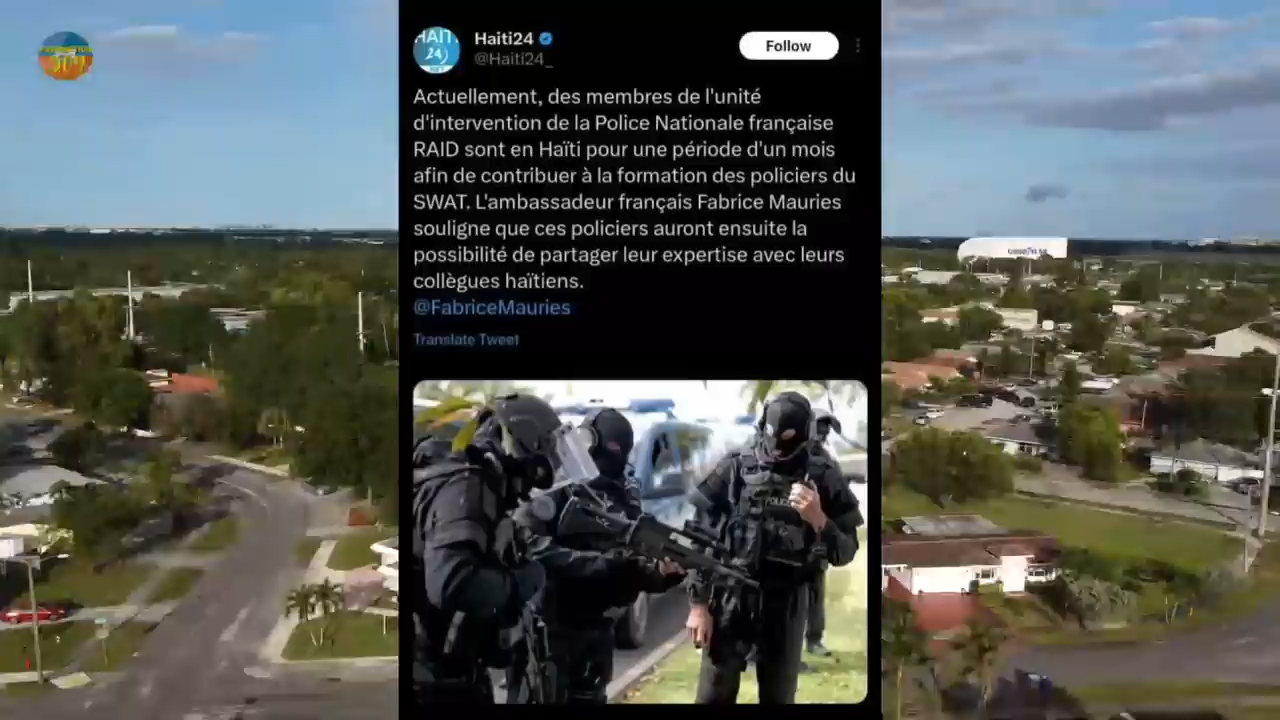 HAITI
24
Haiti24
@Haiti24_
Follow
Actuellement, des membres de l'unité
d'intervention de la Police Nationale française
RAID sont en Haïti pour une période d'un mois
afin de contribuer à la formation des policiers du
SWAT. L'ambassadeur français Fabrice Mauries
souligne que ces policiers auront ensuite la
possibilité de partager leur expertise avec leurs
collègues haïtiens.
@FabriceMauries
Translate Tweet